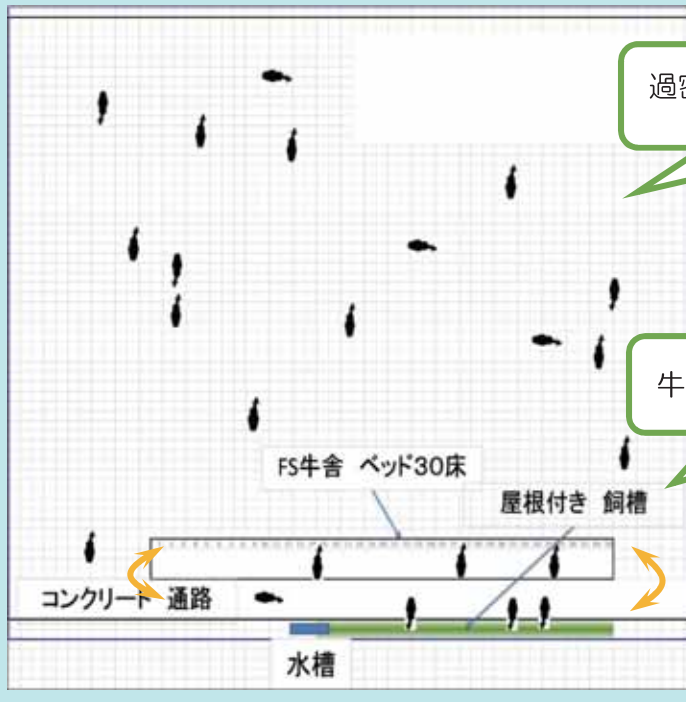 過密
牛
FS牛舎 ベッド30床
屋根付き 飼槽
コンクリート 通路
水槽